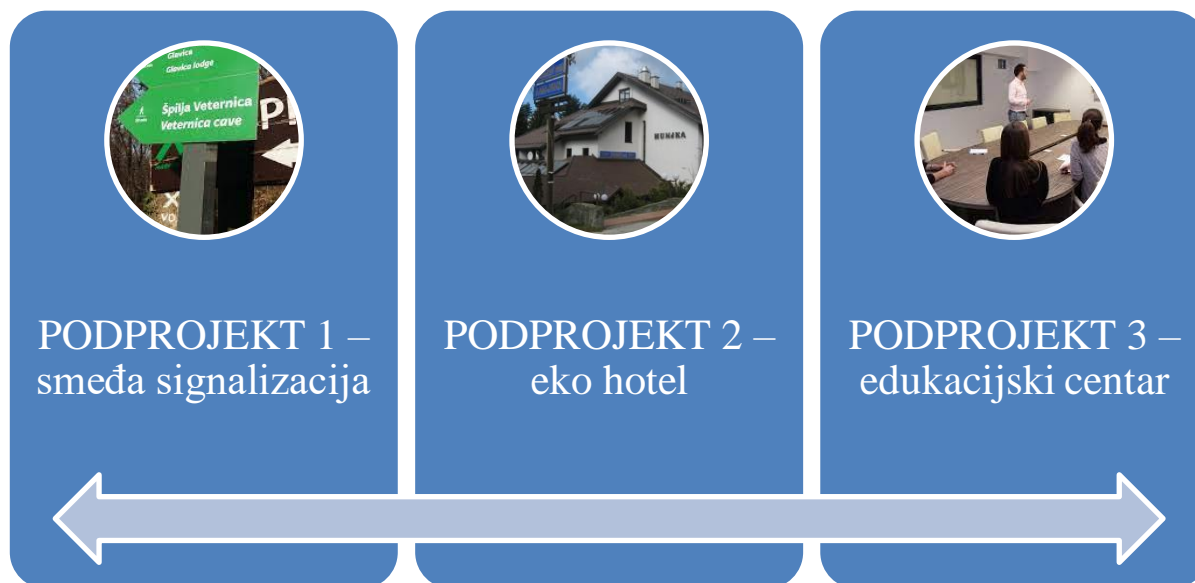 Glavica
Glavica lodge
Špilja Veternica
Veternica cave
HUNJKA
PODPROJEKT 1 –
smeđa signalizacija
PODPROJEKT 2 –
eko hotel
PODPROJEKT 3 –
edukacijski centar